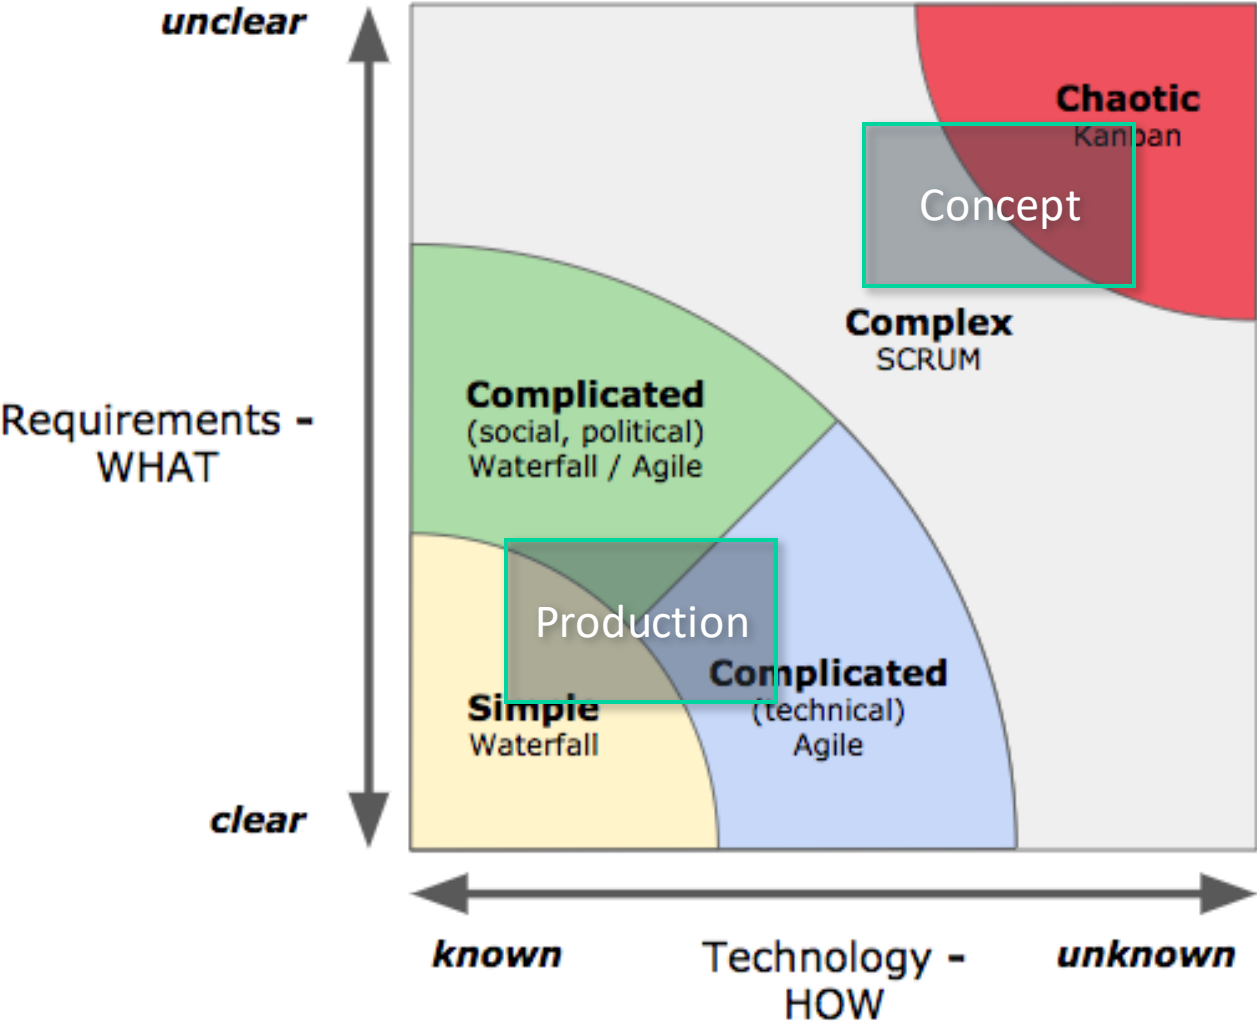 unclear
Chaotic
Kanban
Concept
Complex
SCRUM
Complicated
(social, political)
Waterfall / Agile
Requirements -
WHAT
Production
Complicated
(technical)
Agile
Simple
Waterfall
clear
known
Technology -
HOW
unknown